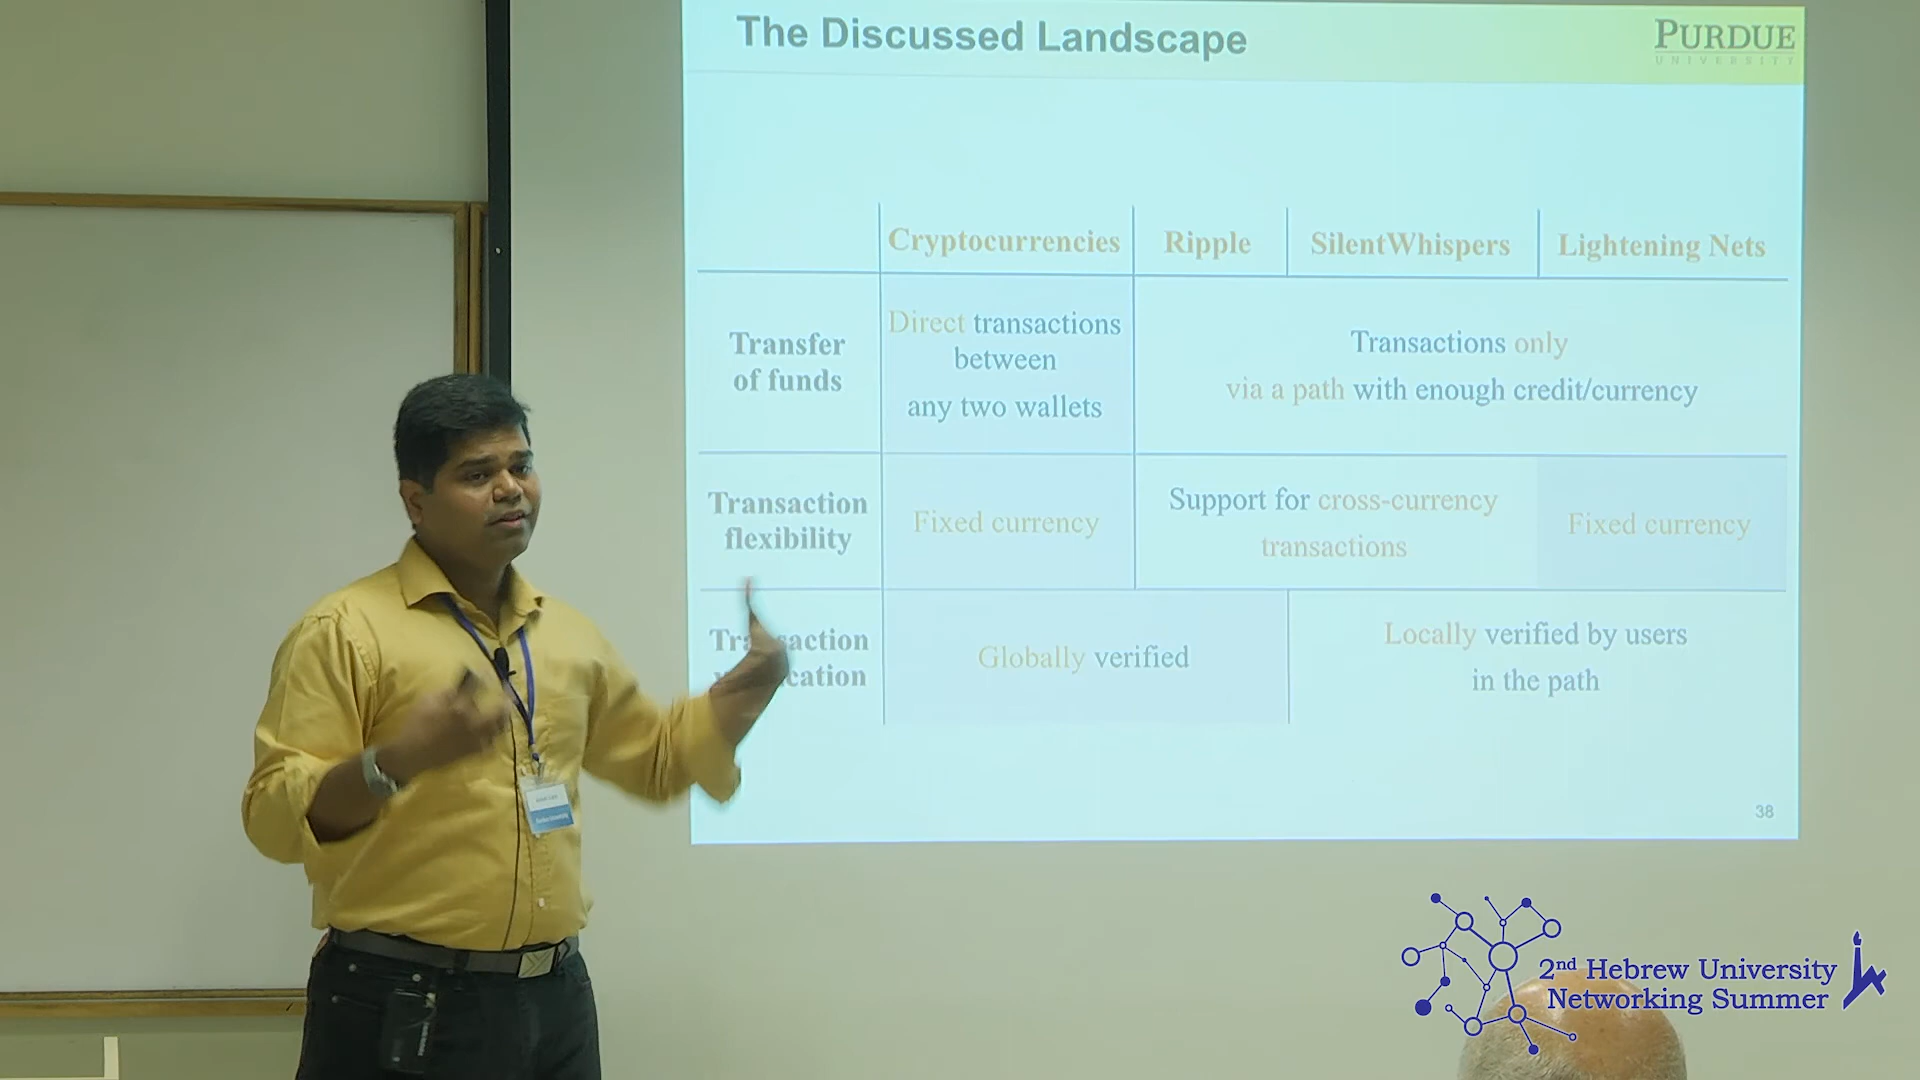 The Discussed Landscape
PURDUE
UNIVERSITY
Cryptocurrencies
Ripple
SilentWhispers
Lightening Nets
Transfer
of funds
Direct transactions
between
any two wallets
Transactions only
via a path with enough credit/currency
Transaction
flexibility
Fixed currency
Support for cross-currency
transactions
Fixed currency
Globally verified
Locally verified by users
in the path
38
2nd Hebrew University
Networking Summer